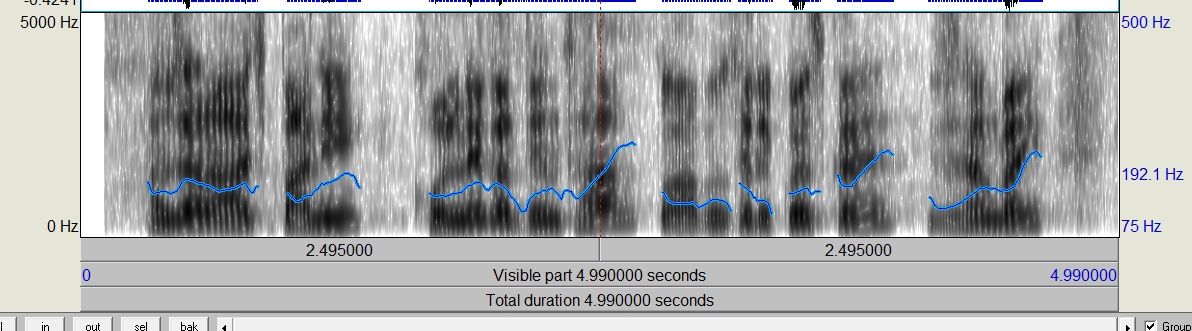 -0.4241
5000 Hz
500 Hz
192.1 Hz
0 Hz
75 Hz
2.495000
2.495000
0
Visible part 4.990000 seconds
4.990000
Total duration 4.990000 seconds
in
out
sel
bak
Group